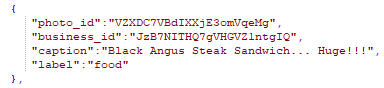 {
"photo_id":"VZXDC7VBdIXXjE3omVqeMg",
"business_id":"JzB7NITHQ7gVHGVZlntgIQ",
"caption":"Black Angus Steak Sandwich... Huge!!!",
"label":"food"
},